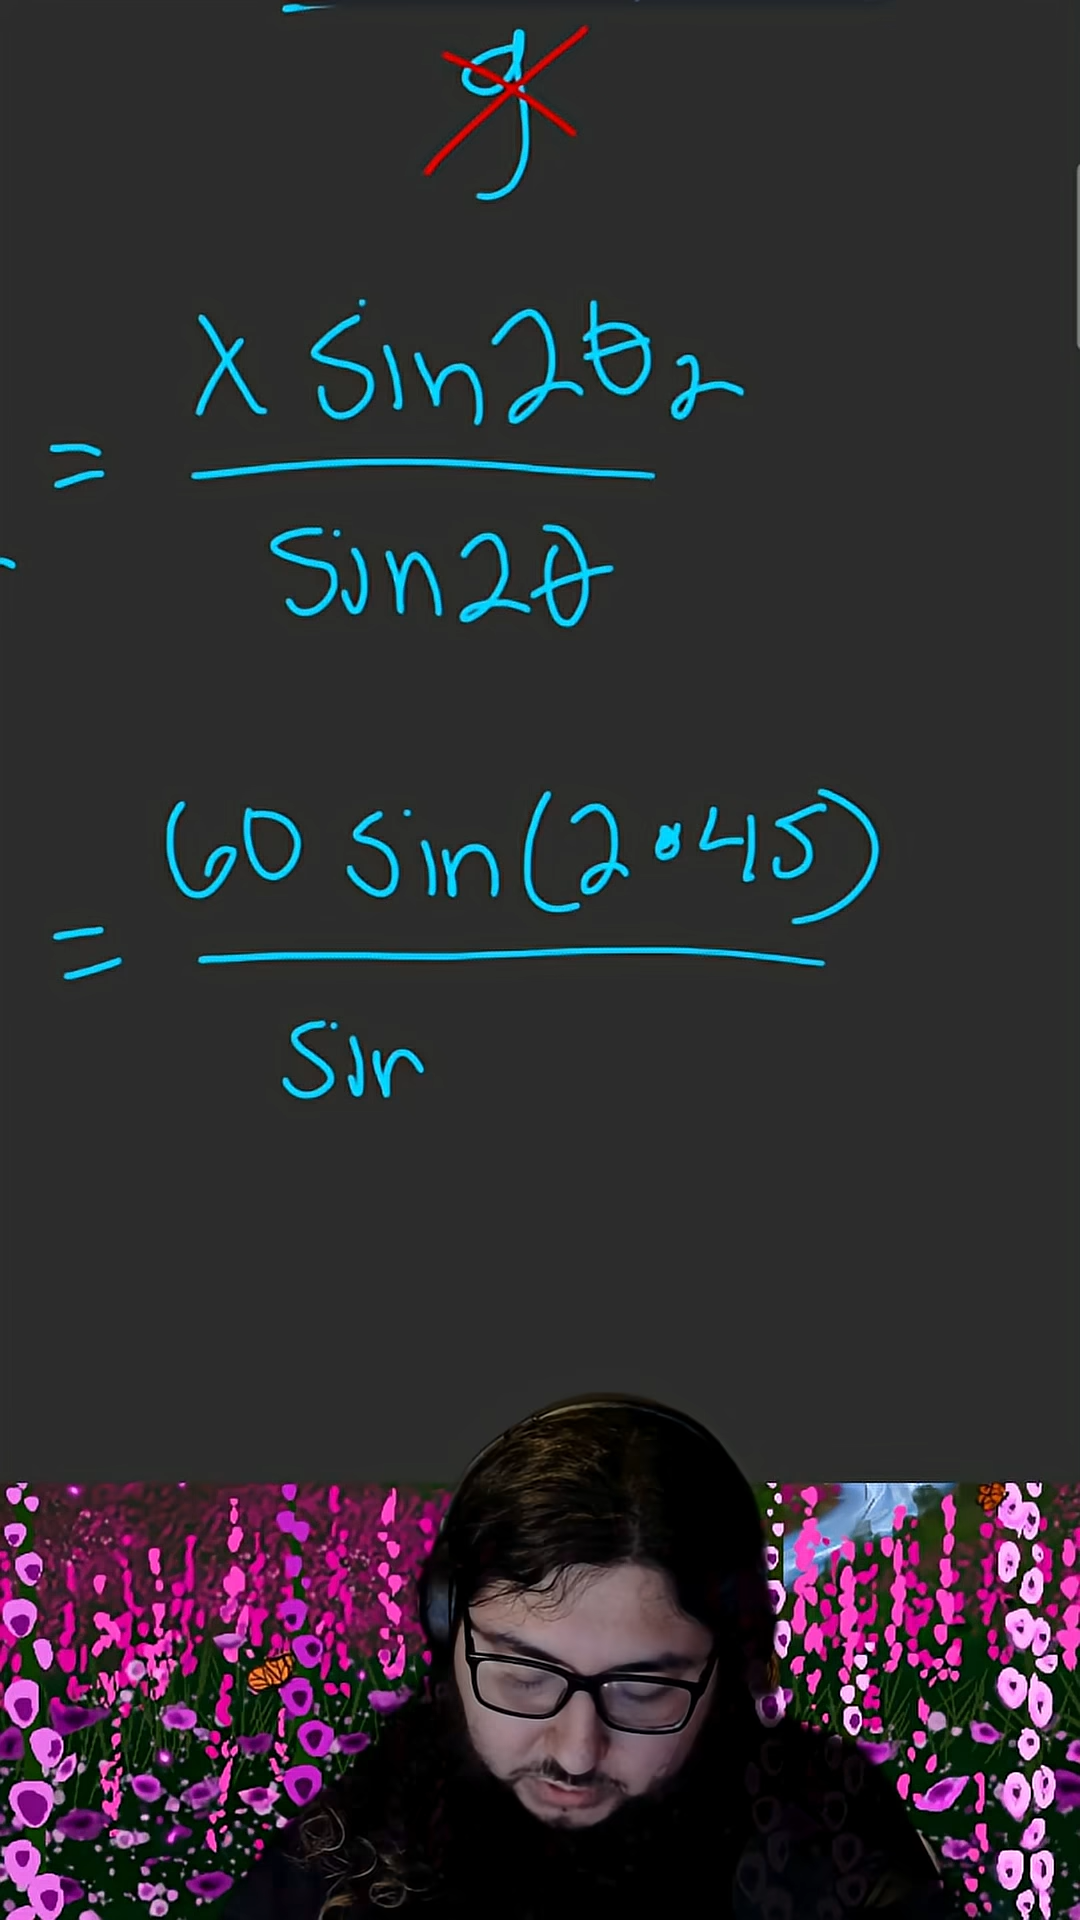 g
= x sin2θ₂
sin2θ
= 60 sin(2•45)
sin